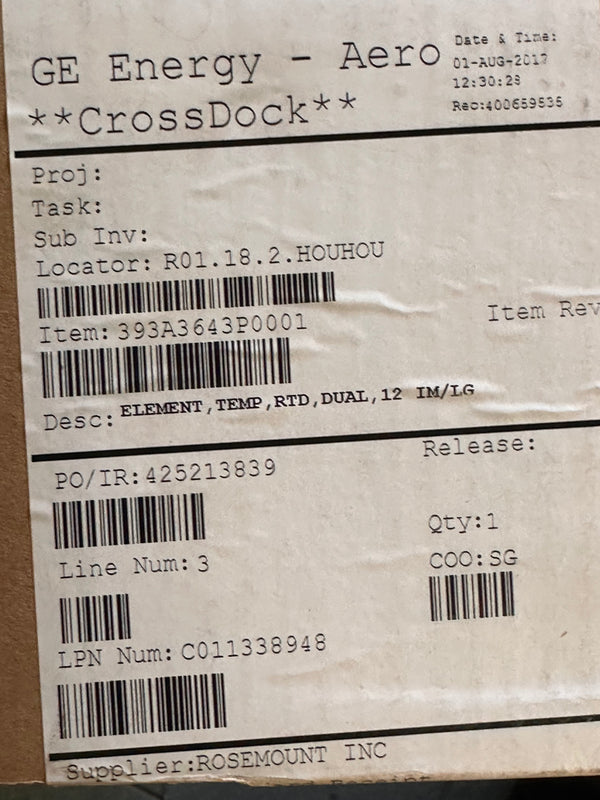 GE Energy - Aero
**CrossDock**
Date & Time:
01-AUG-2012
12:30:28
Rec:400659535
Proj:
Task:
Sub Inv:
Locator: R01.18.2.HOUHOU
Item: 393A3643P0001
Item Rev
Desc: ELEMENT,TEMP,RTD,DUAL,12 IM/LG
PO/IR: 425213839
Release:
Qty:1
Line Num: 3
COO:SG
LPN Num: C011338948
Supplier:ROSEMOUNT INC